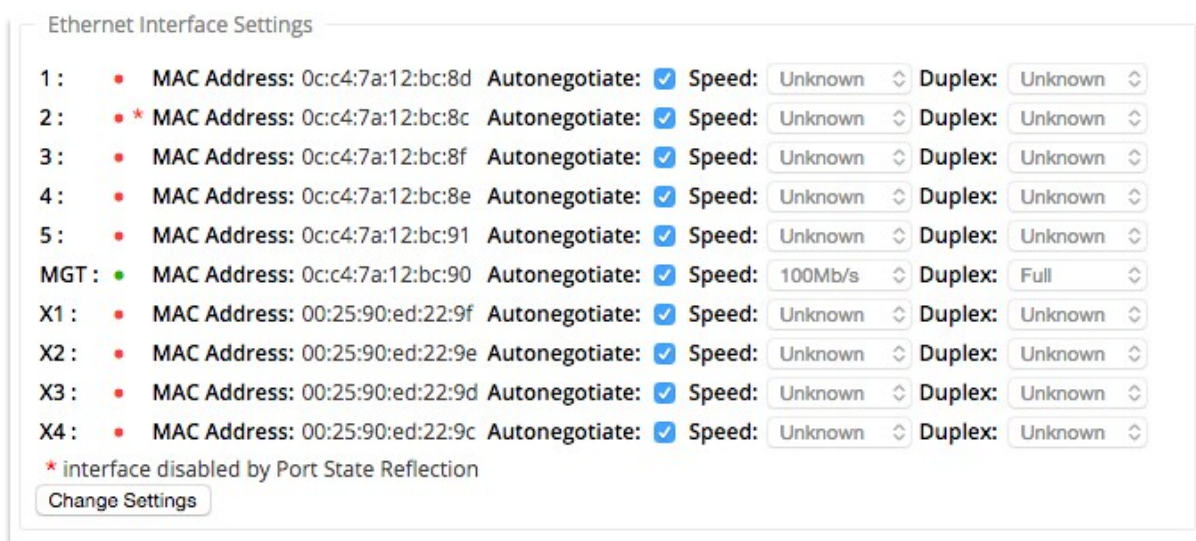 Ethernet Interface Settings
1 : MAC Address: 0c:c4:7a:12:bc:8d Autonegotiate: Speed: Unknown Duplex: Unknown
2 : * MAC Address: 0c:c4:7a:12:bc:8c Autonegotiate: Speed: Unknown Duplex: Unknown
3 : MAC Address: 0c:c4:7a:12:bc:8f Autonegotiate: Speed: Unknown Duplex: Unknown
4 : MAC Address: 0c:c4:7a:12:bc:8e Autonegotiate: Speed: Unknown Duplex: Unknown
5 : MAC Address: 0c:c4:7a:12:bc:91 Autonegotiate: Speed: Unknown Duplex: Unknown
MGT : MAC Address: 0c:c4:7a:12:bc:90 Autonegotiate: Speed: 100Mb/s Duplex: Full
X1 : MAC Address: 00:25:90:ed:22:9f Autonegotiate: Speed: Unknown Duplex: Unknown
X2 : MAC Address: 00:25:90:ed:22:9e Autonegotiate: Speed: Unknown Duplex: Unknown
X3 : MAC Address: 00:25:90:ed:22:9d Autonegotiate: Speed: Unknown Duplex: Unknown
X4 : MAC Address: 00:25:90:ed:22:9c Autonegotiate: Speed: Unknown Duplex: Unknown
* interface disabled by Port State Reflection
Change Settings